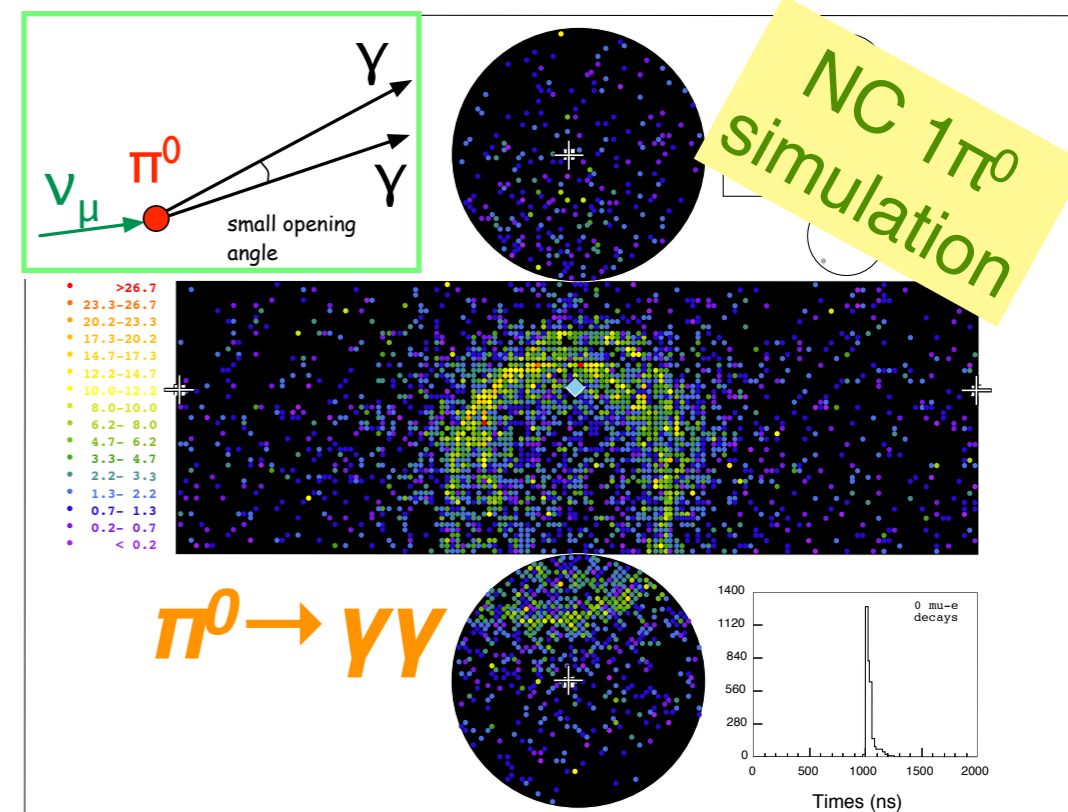 γ
γ
π0
νμ
small opening
angle
NC 1π0
simulation
>26.7
23.3-26.7
20.2-23.3
17.3-20.2
14.7-17.3
12.2-14.7
10.0-12.2
8.0-10.0
6.2- 8.0
4.7- 6.2
3.3- 4.7
2.2- 3.3
1.3- 2.2
0.7- 1.3
0.2- 0.7
< 0.2
π0→ γγ
0 mu-e
decays
1400
1120
840
560
280
0
0 500 1000 1500 2000
Times (ns)